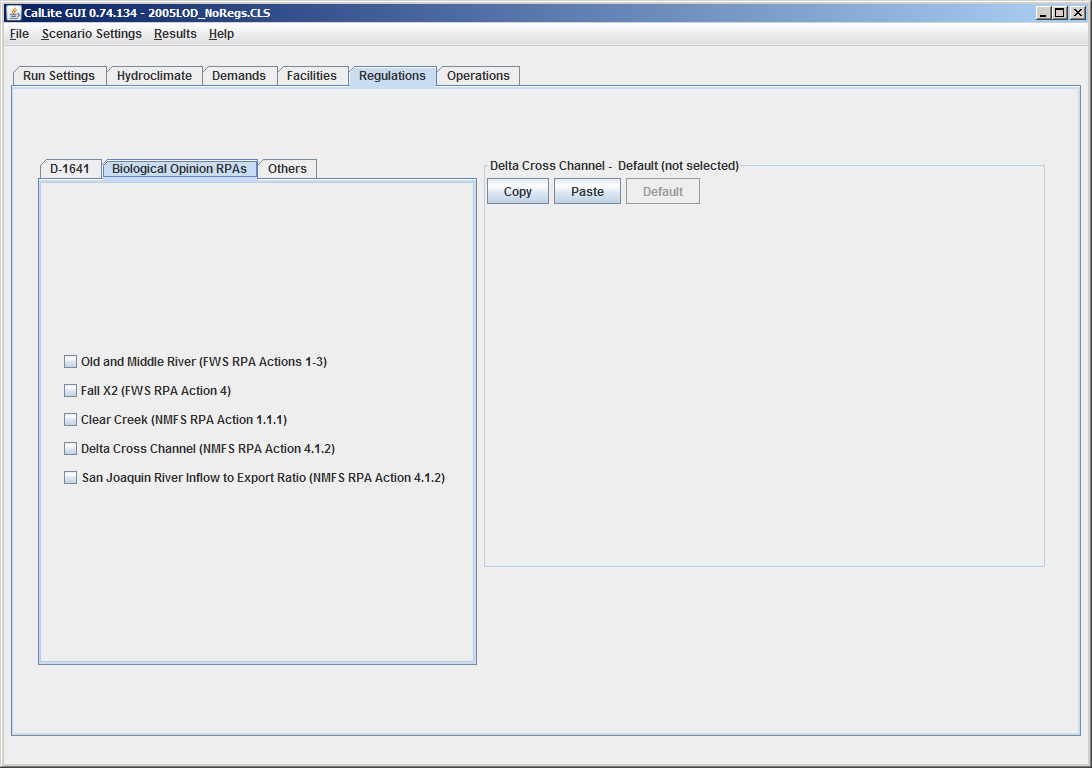 CalLite GUI 0.74.134 - 2005LOD_NoRegs.CLS
File Scenario Settings Results Help
Run Settings Hydroclimate Demands Facilities Regulations Operations
D-1641 Biological Opinion RPAs Others
Delta Cross Channel - Default (not selected)
Copy Paste Default
Old and Middle River (FWS RPA Actions 1-3)
Fall X2 (FWS RPA Action 4)
Clear Creek (NMFS RPA Action 1.1.1)
Delta Cross Channel (NMFS RPA Action 4.1.2)
San Joaquin River Inflow to Export Ratio (NMFS RPA Action 4.1.2)